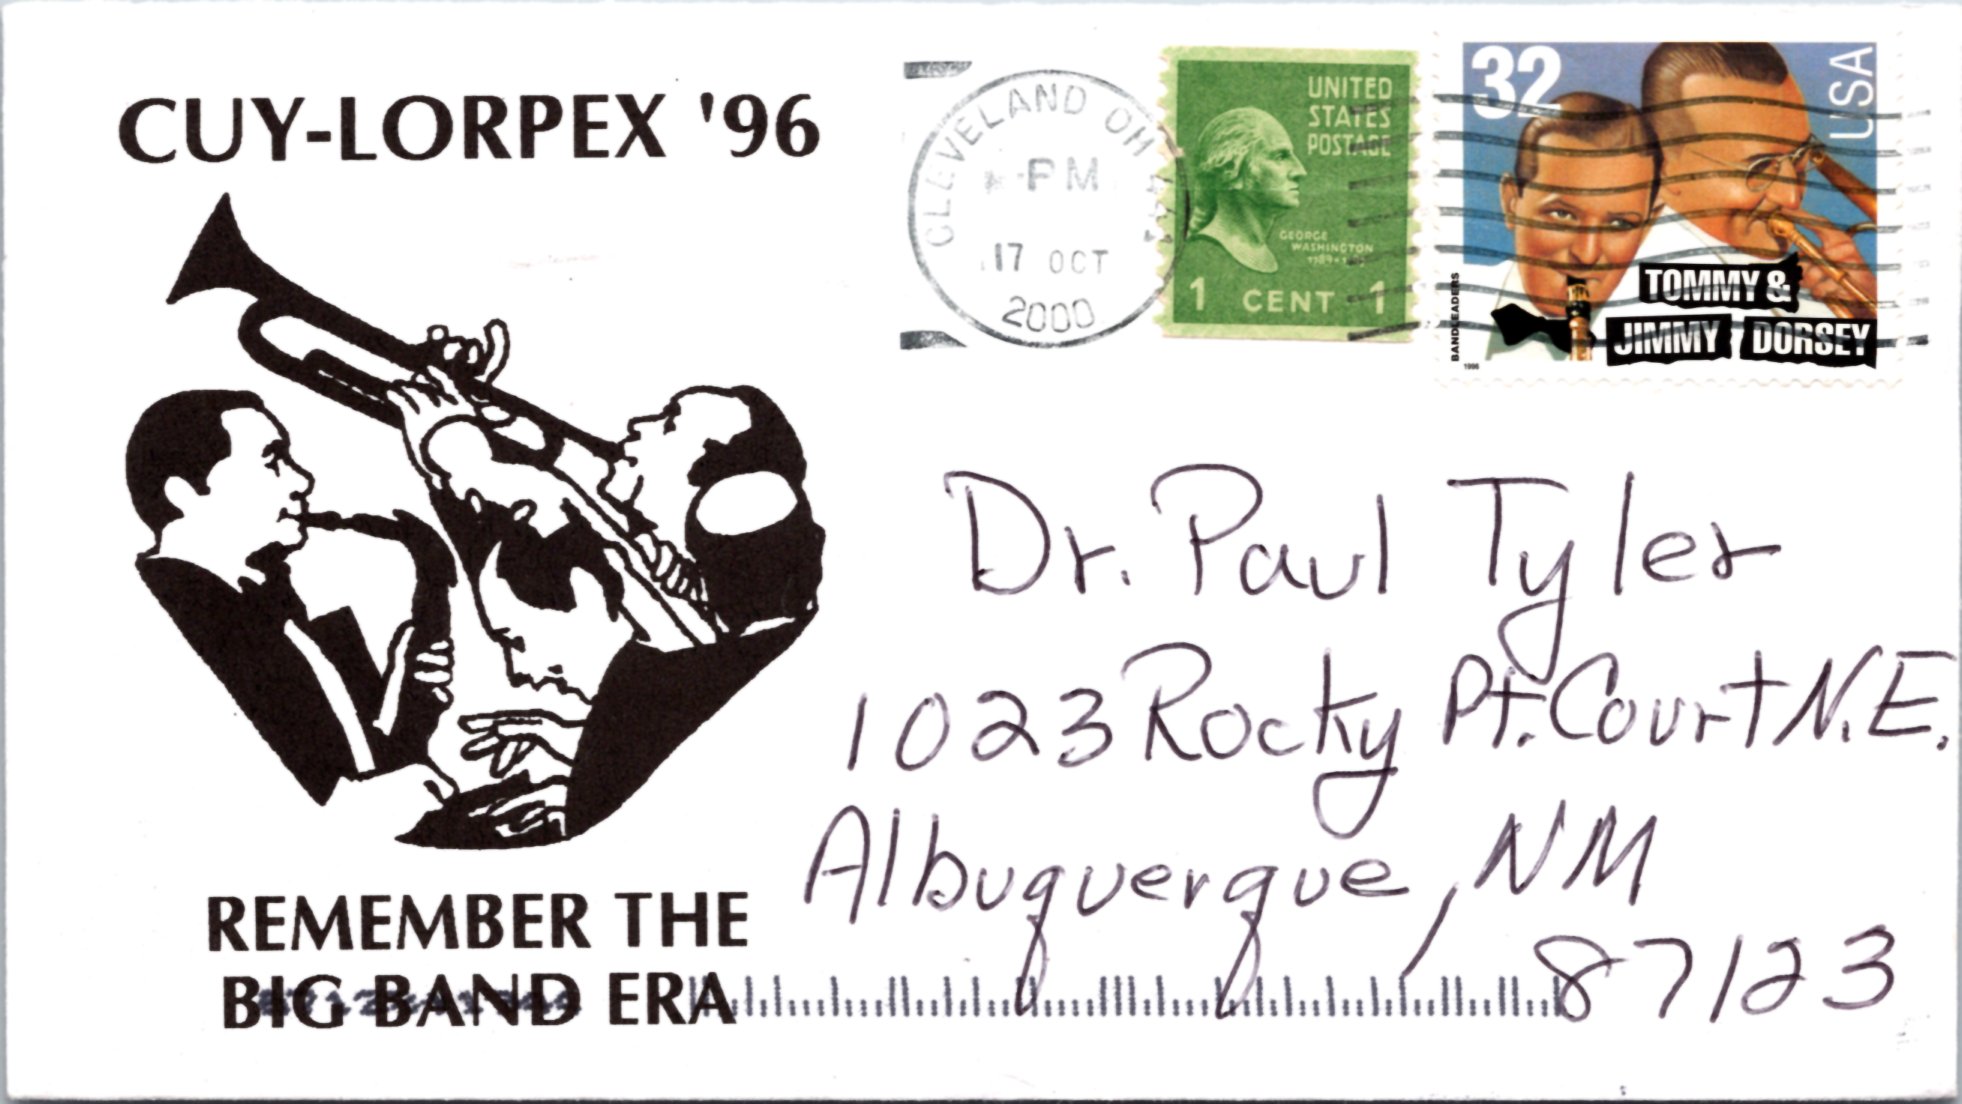 CUY-LORPEX '96
REMEMBER THE
BIG BAND ERA
CLEVELAND OH 441
PM
17 OCT
2000
UNITED
STATES
POSTAGE
GEORGE
WASHINGTON
1 CENT 1
32
USA
BANDLEADERS
1996
TOMMY &
JIMMY DORSEY
Dr. Paul Tyler
1023 Rocky Pt. Court N.E.
Albuquerque, NM
87123